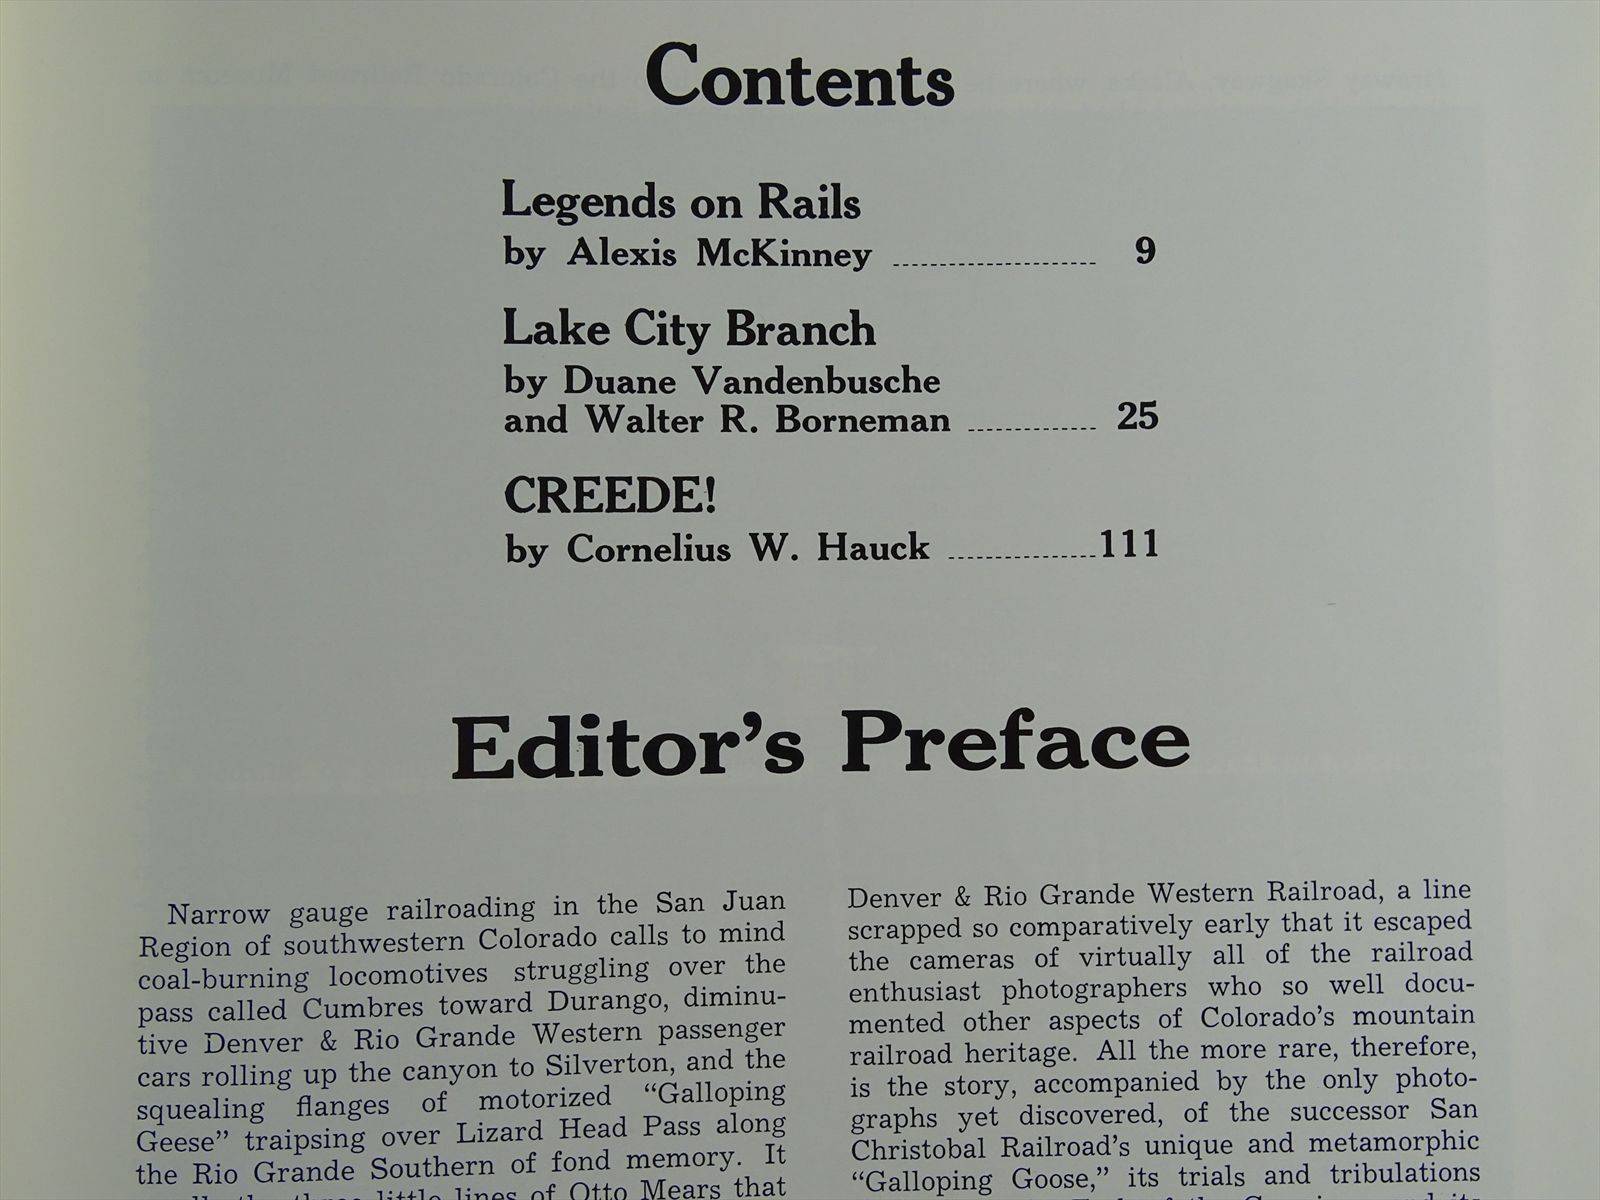 Contents
Legends on Rails
by Alexis McKinney ...................... 9
Lake City Branch
by Duane Vandenbusche
and Walter R. Borneman .............. 25
CREEDE!
by Cornelius W. Hauck ................111
Editor's Preface
Narrow gauge railroading in the San Juan
Region of southwestern Colorado calls to mind
coal-burning locomotives struggling over the
pass called Cumbres toward Durango, diminu-
tive Denver & Rio Grande Western passenger
cars rolling up the canyon to Silverton, and the
squealing flanges of motorized “Galloping
Geese” traipsing over Lizard Head Pass along
the Rio Grande Southern of fond memory. It
three little lines of Otto Mears that
Denver & Rio Grande Western Railroad, a line
scrapped so comparatively early that it escaped
the cameras of virtually all of the railroad
enthusiast photographers who so well docu-
mented other aspects of Colorado's mountain
railroad heritage. All the more rare, therefore,
is the story, accompanied by the only photo-
graphs yet discovered, of the successor San
Christobal Railroad's unique and metamorphic
“Galloping Goose,” its trials and tribulations